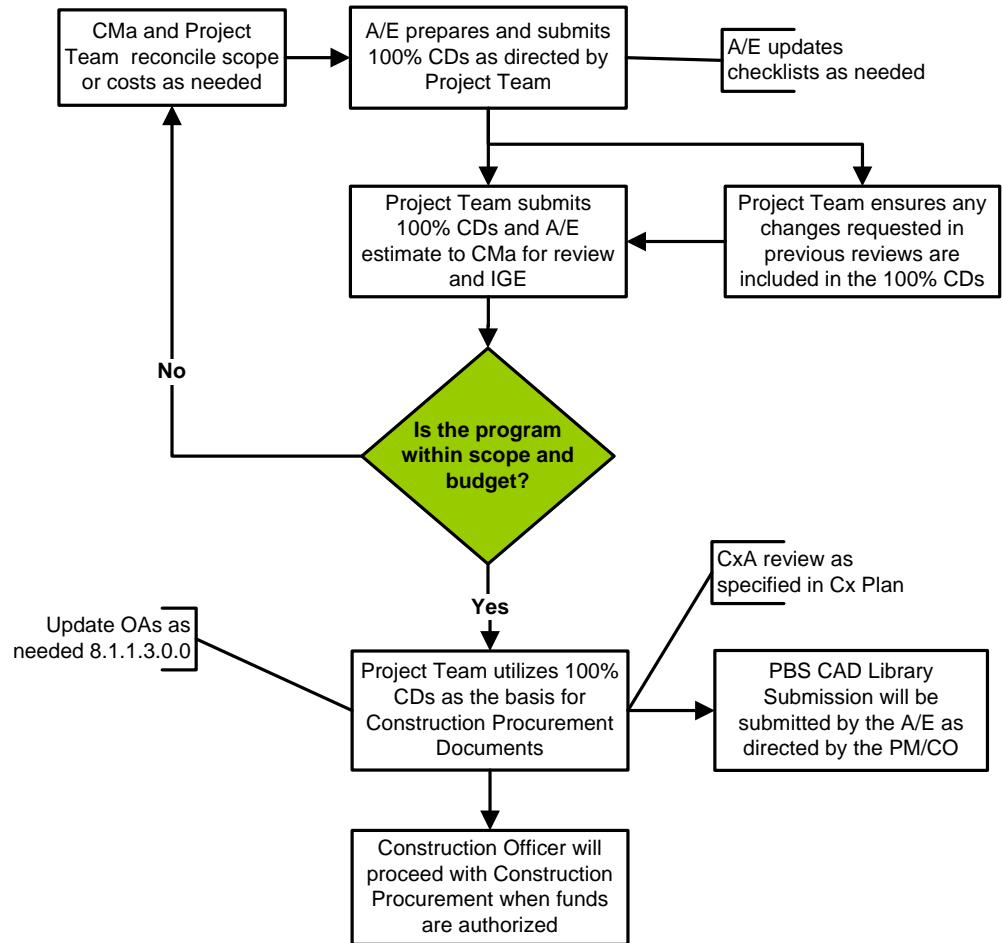 CMa and Project
Team reconcile scope
or costs as needed
A/E prepares and submits
100% CDs as directed by
Project Team
A/E updates
checklists as needed
Project Team submits
100% CDs and A/E
estimate to CMa for review
and IGE
Project Team ensures any
changes requested in
previous reviews are
included in the 100% CDs
No
Is the program
within scope and
budget?
Yes
CxA review as
specified in Cx Plan
Update OAs as
needed 8.1.1.3.0.0
Project Team utilizes 100%
CDs as the basis for
Construction Procurement
Documents
PBS CAD Library
Submission will be
submitted by the A/E as
directed by the PM/CO
Construction Officer will
proceed with Construction
Procurement when funds
are authorized